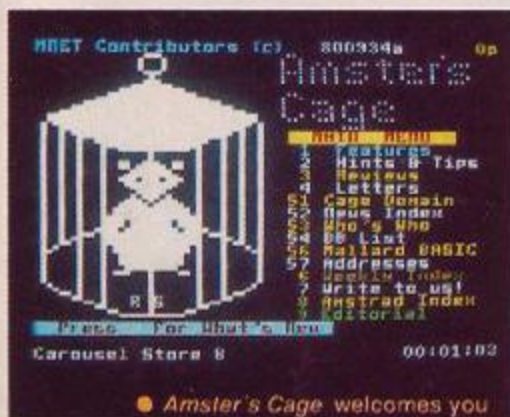 MNET Contributors (c) 800934a 0p
Amster's
Cage
MAIN MENU
1 Features
2 Hints & Tips
3 Reviews
4 Letters
51 Cage Domain
52 News Index
53 Who's Who
54 BB List
56 Mallard BASIC
57 Addresses
6 Weekly Index
7 Write to us!
8 Amstrad Index
9 Editorial
RS
Press for What's New
Carousel Store 8 00:01:03
Amster's Cage welcomes you